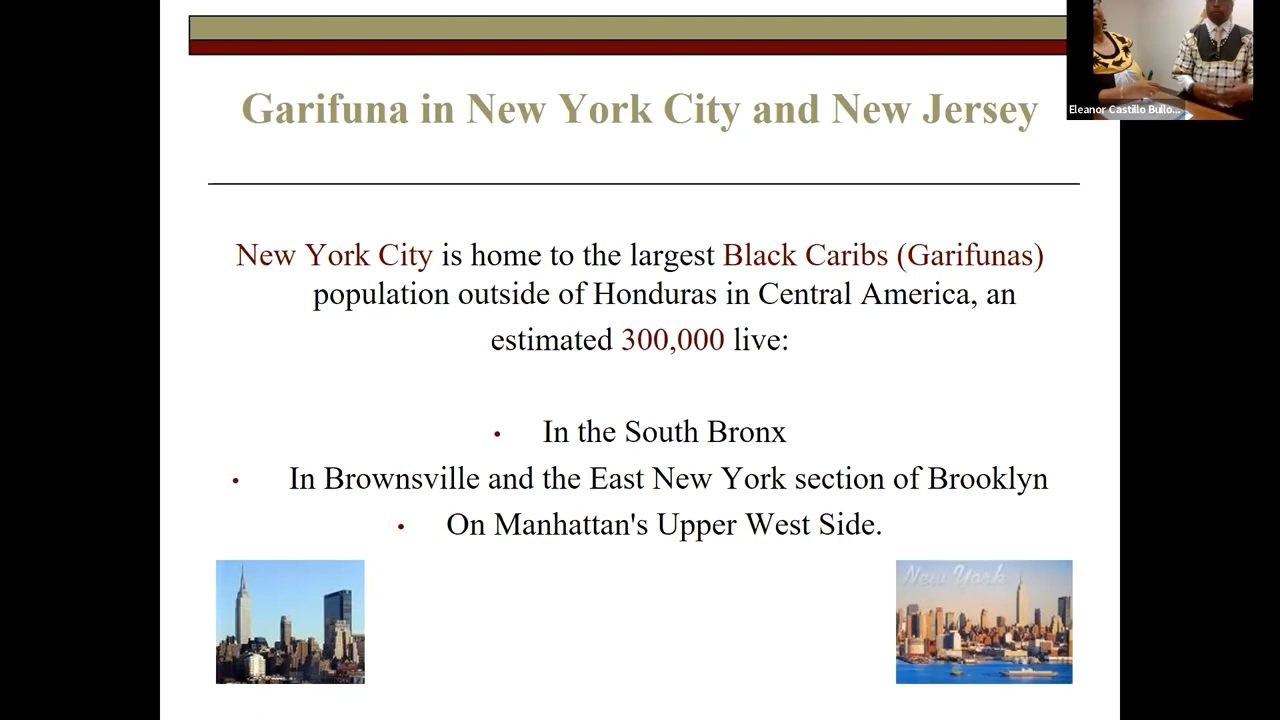 Garifuna in New York City and New Jersey
Eleanor Castillo Bullo...
New York City is home to the largest Black Caribs (Garifunas)
population outside of Honduras in Central America, an
estimated 300,000 live:
• In the South Bronx
• In Brownsville and the East New York section of Brooklyn
• On Manhattan's Upper West Side.
New York